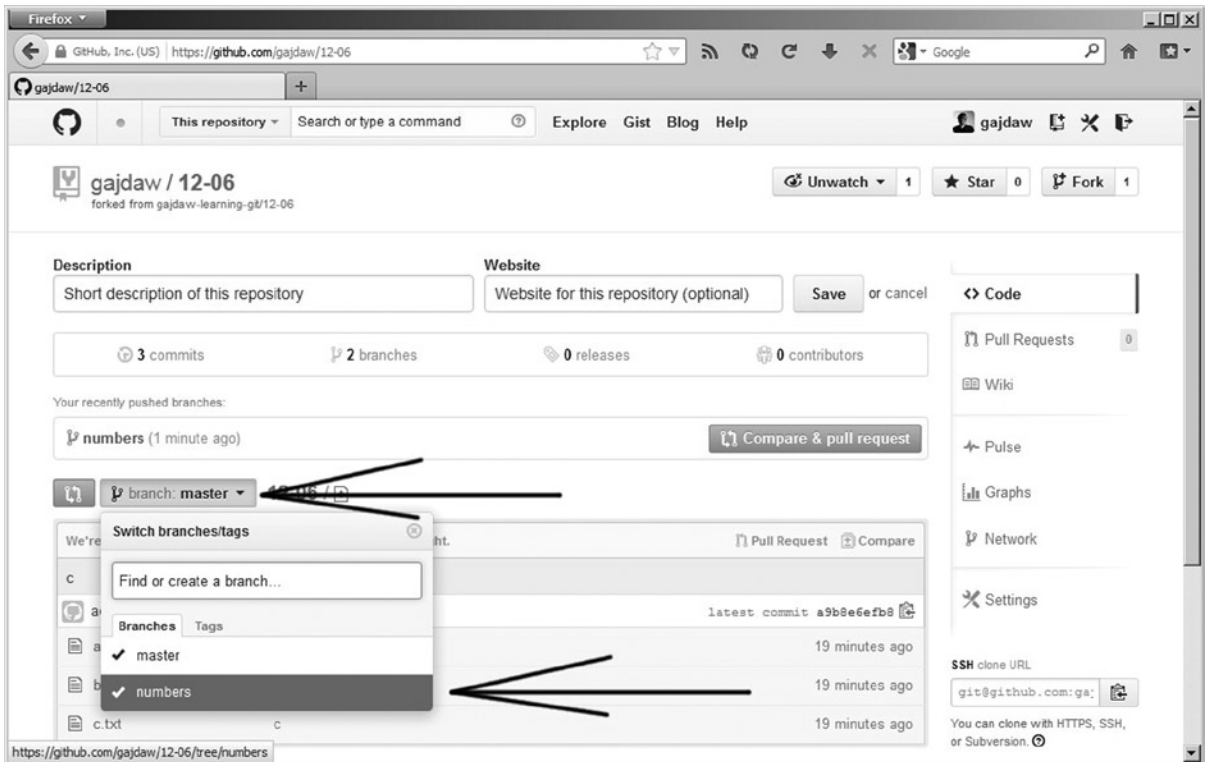 Firefox
GitHub, Inc. (US) https://github.com/gajdaw/12-06
Google
gajdaw/12-06
This repository Search or type a command Explore Gist Blog Help gajdaw
gajdaw / 12-06
forked from gajdaw-learning-git/12-06
Unwatch 1 Star 0 Fork 1
Description
Short description of this repository
Website
Website for this repository (optional)
Save or cancel
3 commits 2 branches 0 releases 0 contributors
Your recently pushed branches:
numbers (1 minute ago) Compare & pull request
branch: master 12-06 /
Switch branches/tags
Find or create a branch...
Branches Tags
master
numbers
We're ht. Pull Request Compare
c
latest commit a9b8e6efb8
a 19 minutes ago
b 19 minutes ago
c.txt c 19 minutes ago
Code
Pull Requests 0
Wiki
Pulse
Graphs
Network
Settings
SSH clone URL
git@github.com:ga
You can clone with HTTPS, SSH,
or Subversion.
https://github.com/gajdaw/12-06/tree/numbers